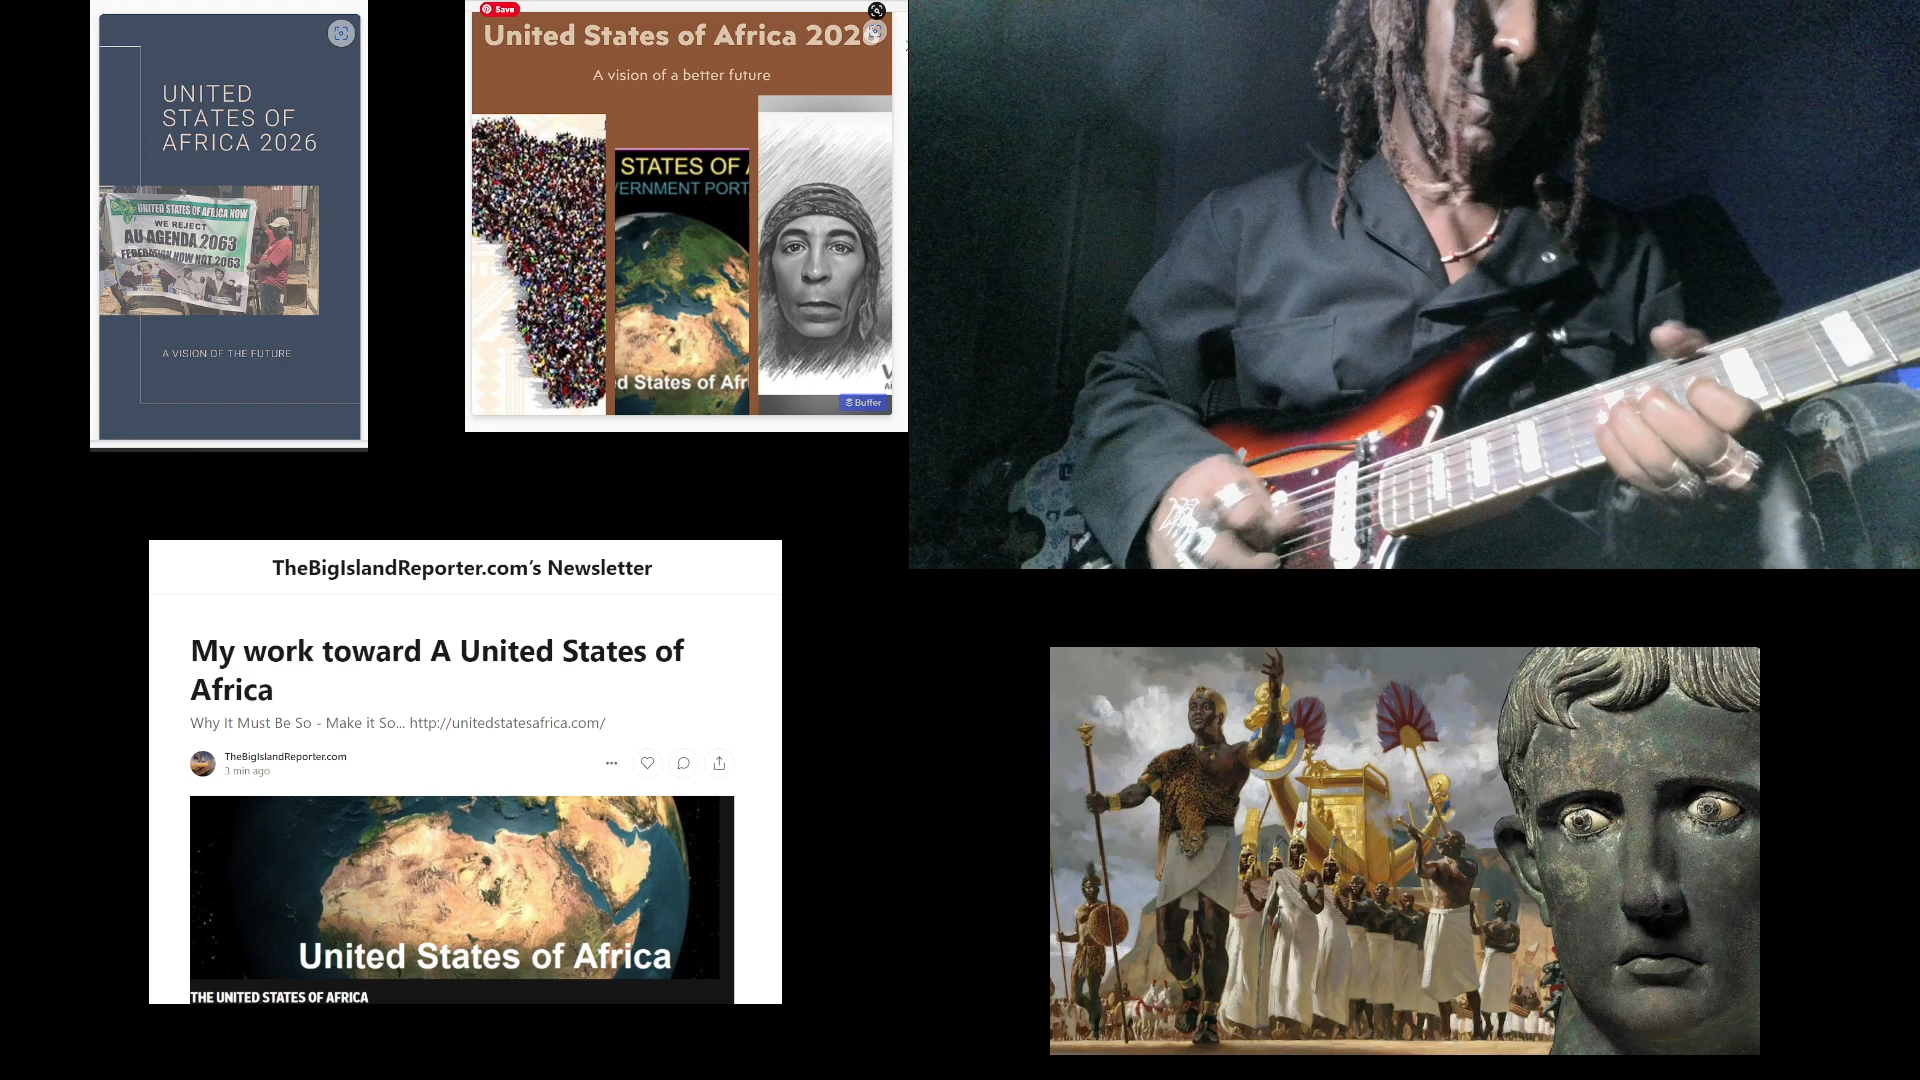 UNITED
STATES OF
AFRICA 2026
UNITED STATES OF AFRICA NOW
WE REJECT
AU AGENDA 2063
FEDERATION NOW NOT 2063
A VISION OF THE FUTURE
Save
United States of Africa 2026
A vision of a better future
STATES OF A
VERNMENT PORT
d States of Afr
Buffer
TheBigIslandReporter.com’s Newsletter
My work toward A United States of
Africa
Why It Must Be So - Make it So... http://unitedstatesafrica.com/
TheBigIslandReporter.com
3 min ago
United States of Africa
THE UNITED STATES OF AFRICA